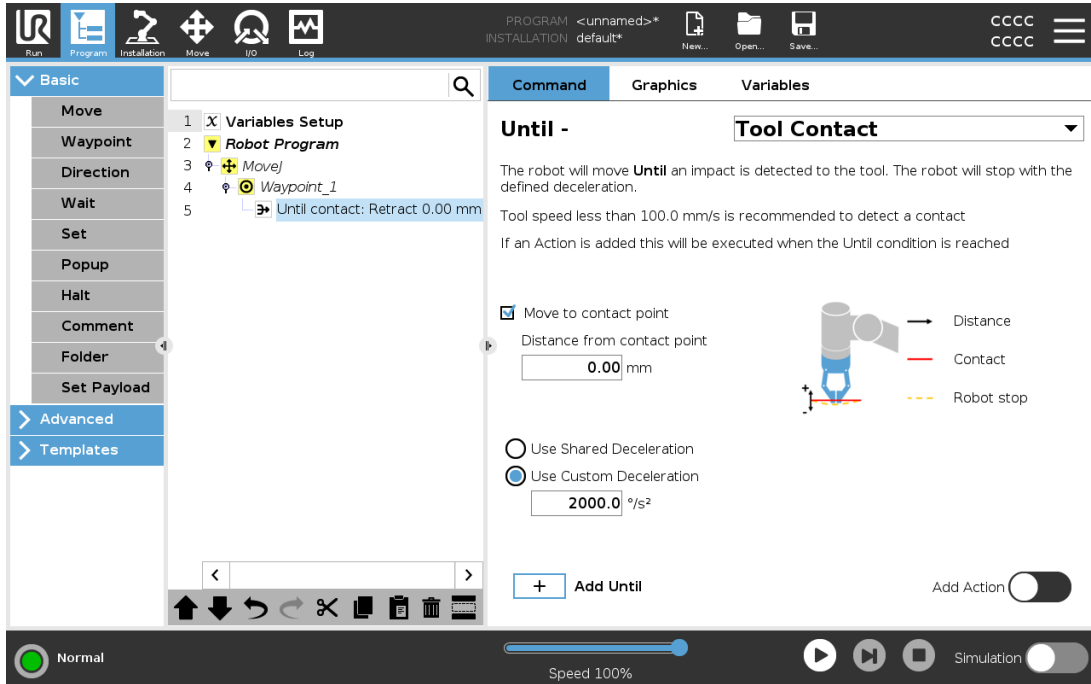 PROGRAM <unnamed>*
INSTALLATION default*
CCCC
CCCC
Run
Program
Installation
Move
I/O
Log
New...
Open...
Save...
Basic
Move
Waypoint
Direction
Wait
Set
Popup
Halt
Comment
Folder
Set Payload
Advanced
Templates
1 X Variables Setup
2 Robot Program
3 MoveJ
4 Waypoint_1
5 Until contact: Retract 0.00 mm
Command Graphics Variables
Until - Tool Contact
The robot will move Until an impact is detected to the tool. The robot will stop with the
defined deceleration.
Tool speed less than 100.0 mm/s is recommended to detect a contact
If an Action is added this will be executed when the Until condition is reached
Move to contact point
Distance from contact point
0.00 mm
+
-
Distance
Contact
Robot stop
Use Shared Deceleration
Use Custom Deceleration
2000.0 °/s²
+ Add Until
Add Action
Normal
Speed 100%
Simulation